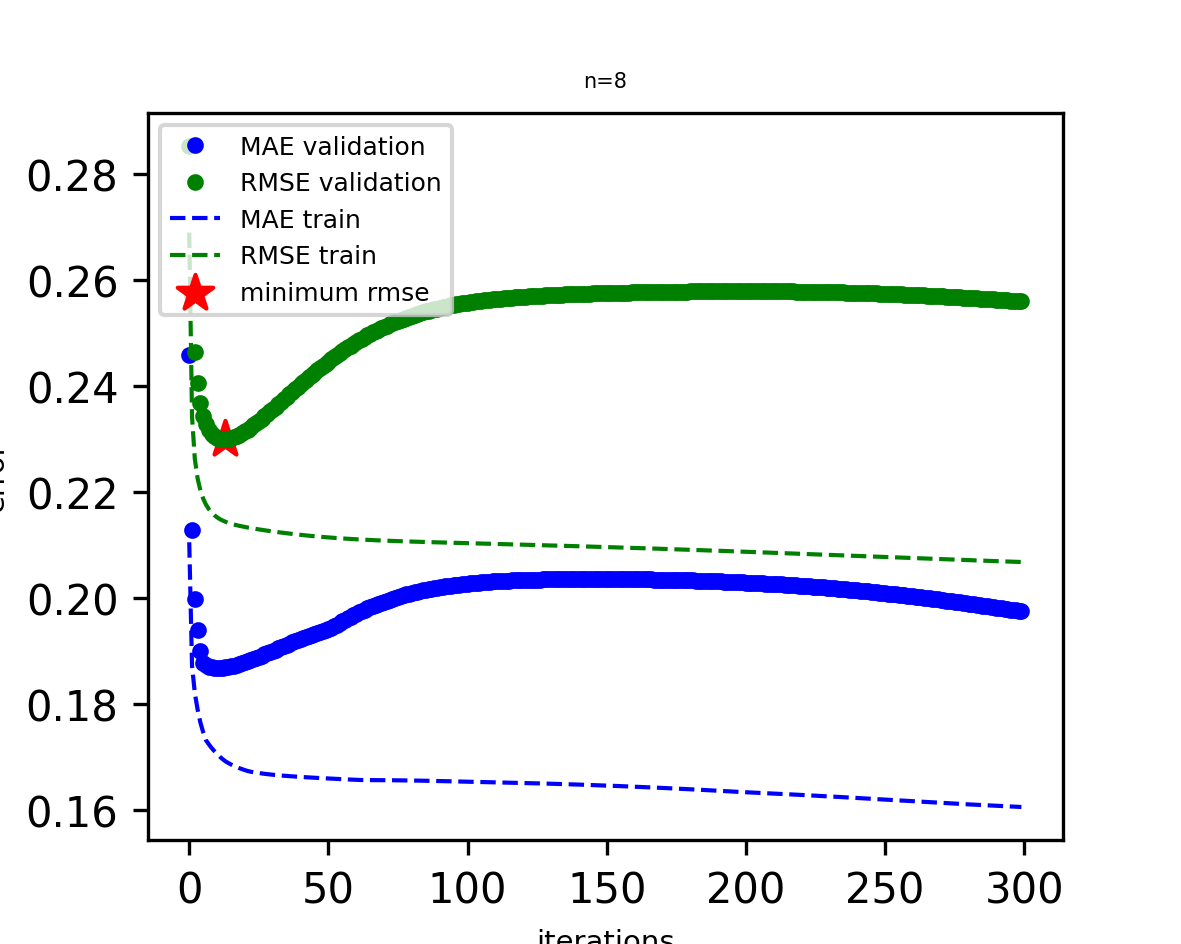 n=8
MAE validation
RMSE validation
MAE train
RMSE train
minimum rmse
0.28
0.26
0.24
0.22
0.20
0.18
0.16
0 50 100 150 200 250 300
iterations